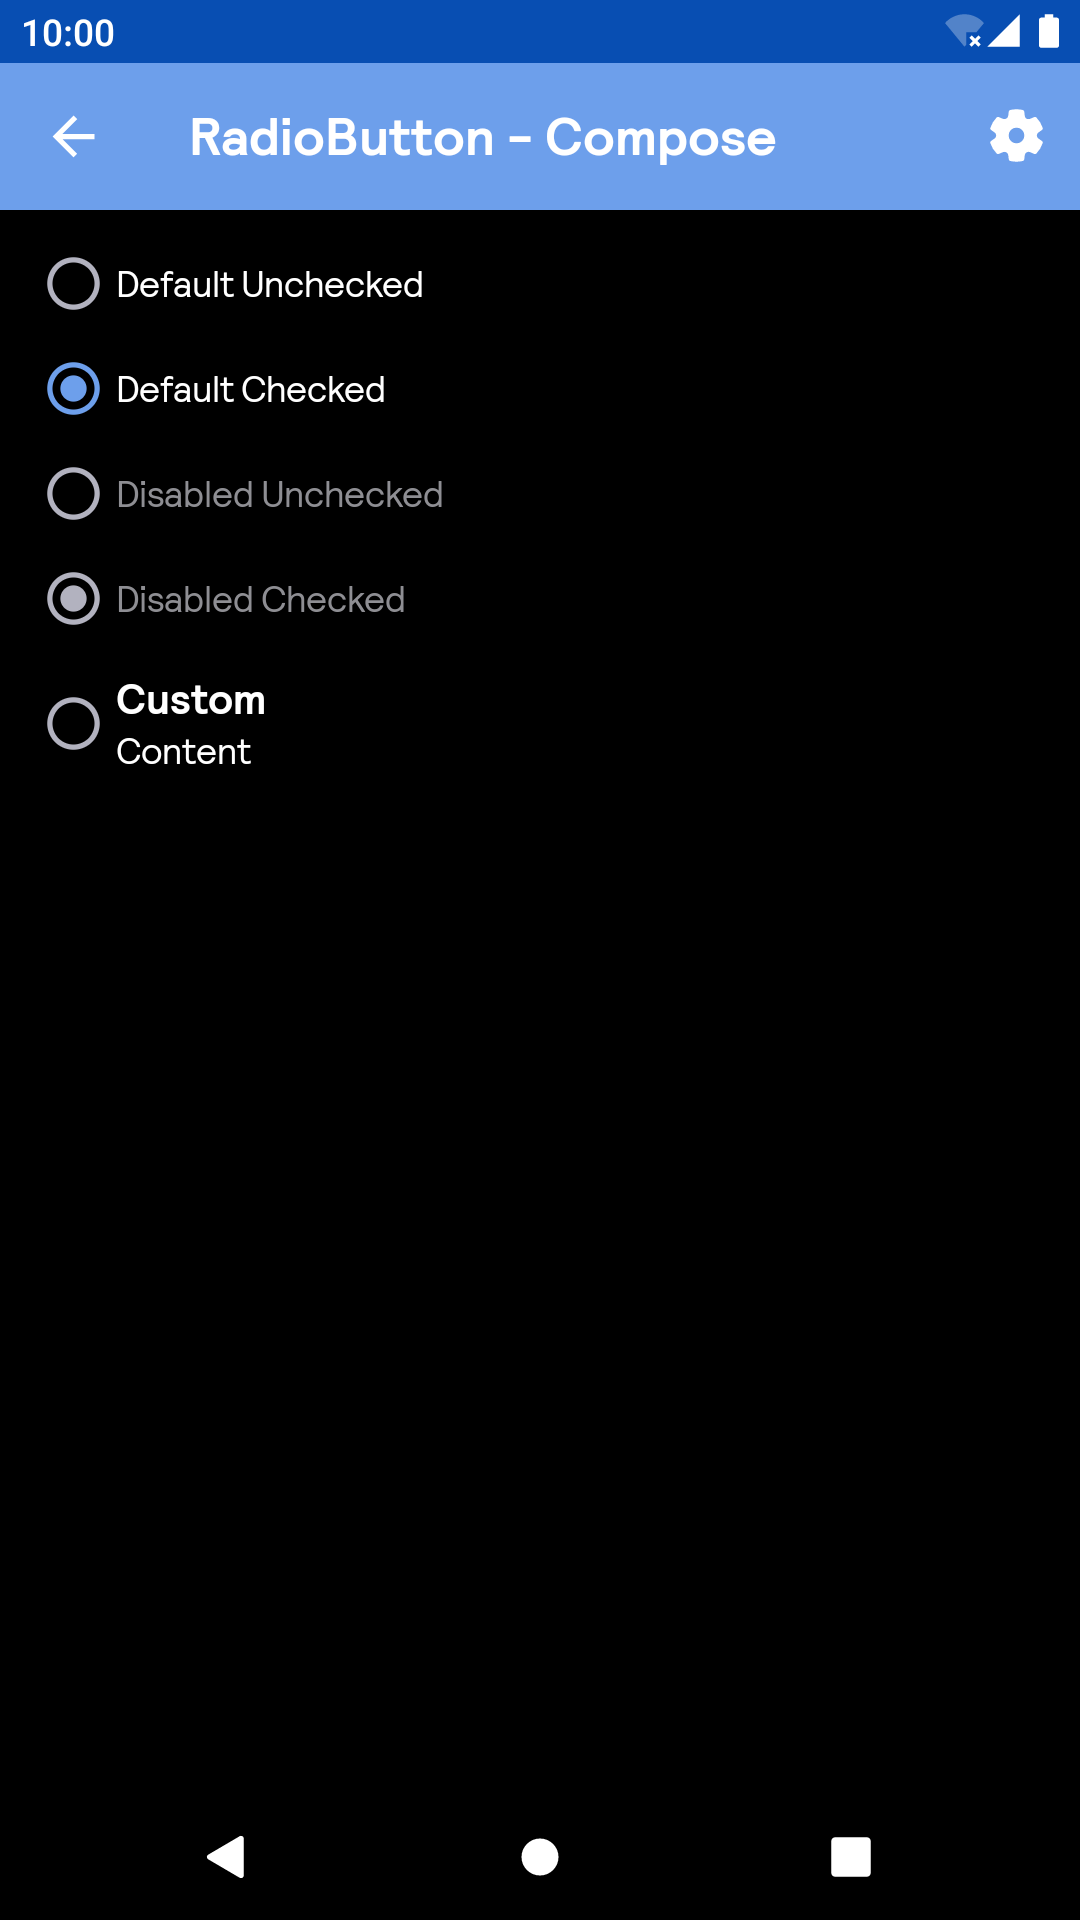 10:00
RadioButton - Compose
Default Unchecked
Default Checked
Disabled Unchecked
Disabled Checked
Custom
Content